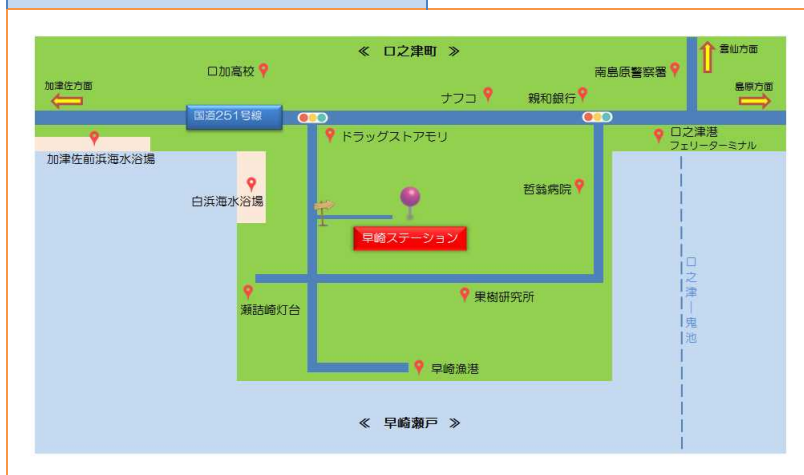 ≪ 口之津町 ≫
雲仙方面
口加高校
南島原警察署
加津佐方面
島原方面
ナフコ
親和銀行
国道251号線
ドラッグストアモリ
口之津港
フェリーターミナル
加津佐前浜海水浴場
白浜海水浴場
哲翁病院
早崎ステーション
口之津ー鬼池
果樹研究所
瀬詰崎灯台
早崎漁港
≪ 早崎瀬戸 ≫